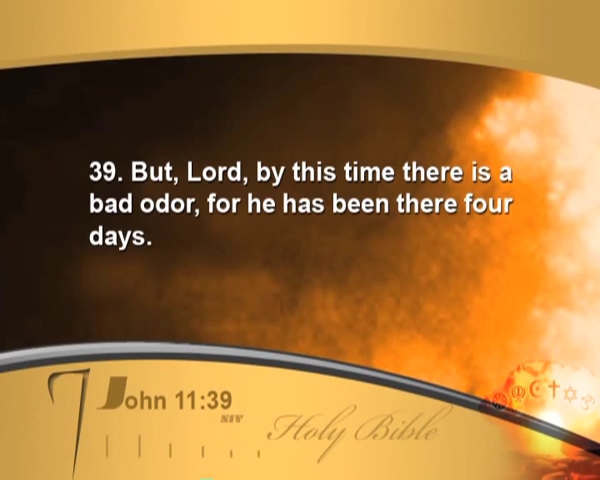 39. But, Lord, by this time there is a
bad odor, for he has been there four
days.
John 11:39
NIV
Holy Bible